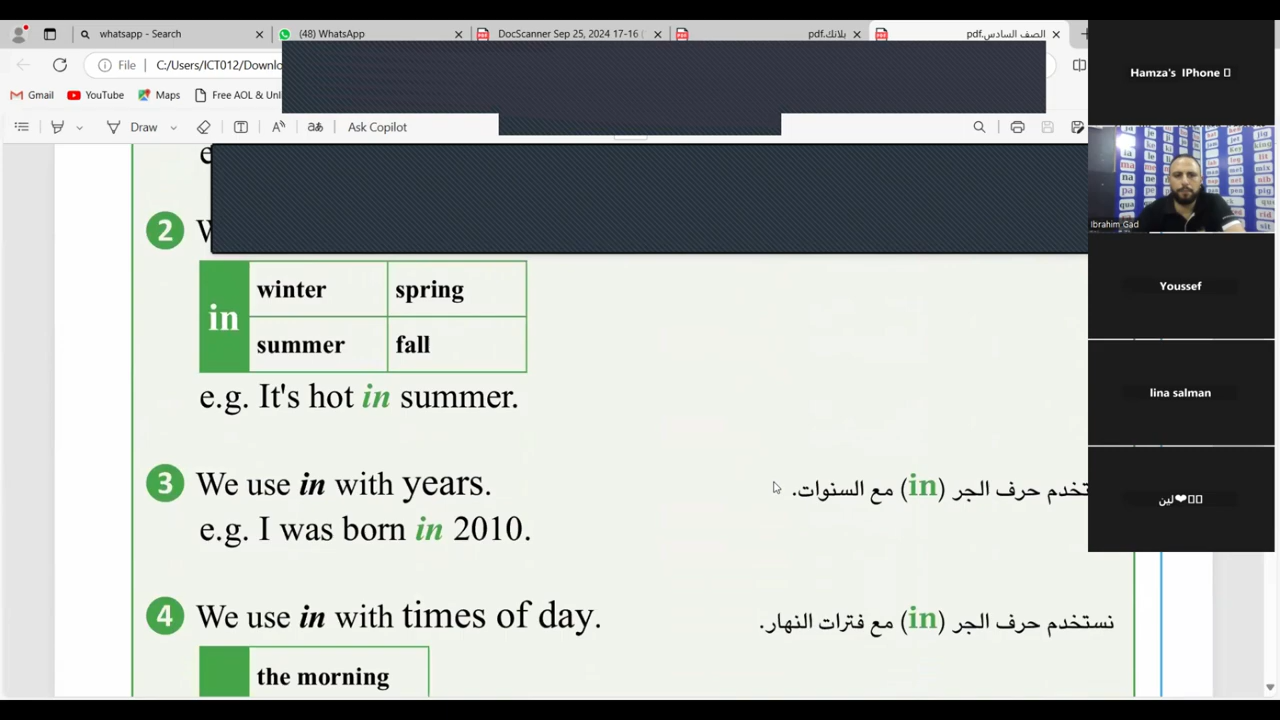 whatsapp - Search
(48) WhatsApp
DocScanner Sep 25, 2024 17-16
بلانك.pdf
الصف السادس.pdf
File
C:/Users/ICT012/Downlo
Gmail
YouTube
Maps
Free AOL & Unl
Draw
Ask Copilot
Hamza's IPhone
Ibrahim Gad
Youssef
lina salman
لين❤
e
2 W
in
winter spring
summer fall
e.g. It's hot in summer.
3 We use in with years.
تخدم حرف الجر (in) مع السنوات.
e.g. I was born in 2010.
4 We use in with times of day.
نستخدم حرف الجر (in) مع فترات النهار.
the morning